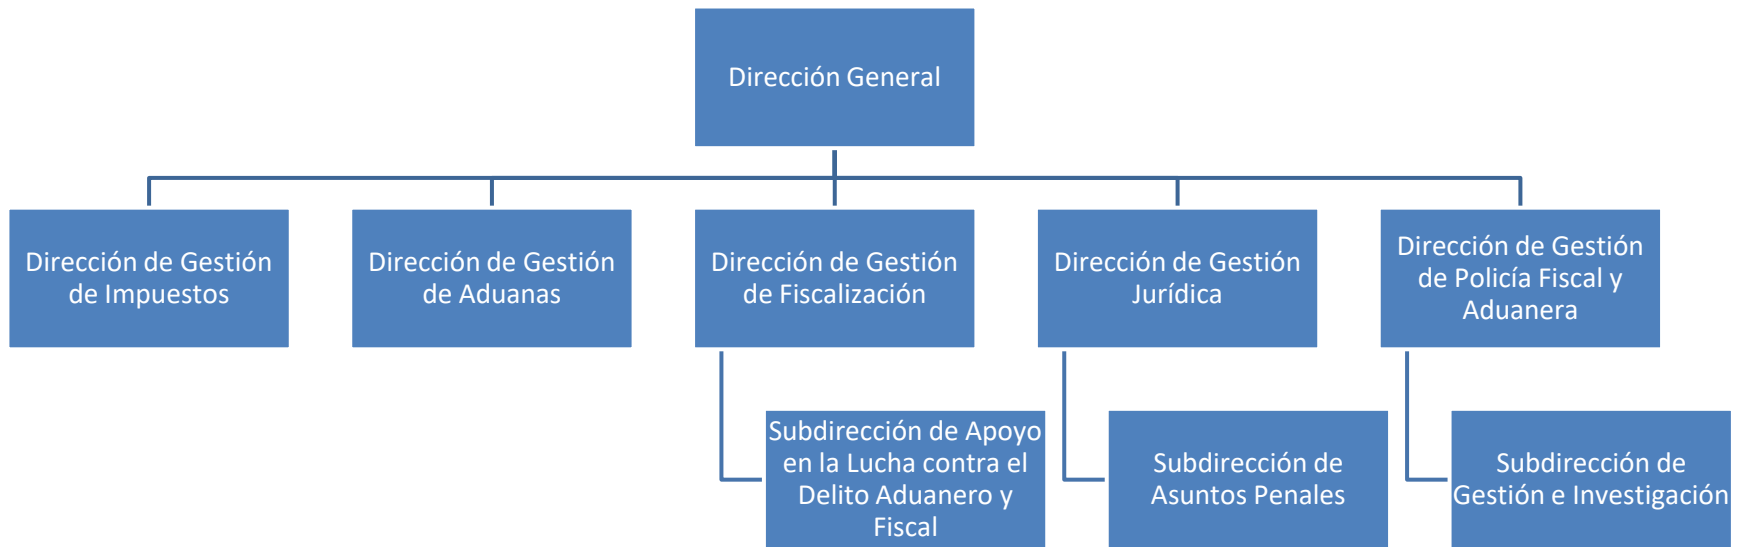 Dirección General
Dirección de Gestión
de Impuestos
Dirección de Gestión
de Aduanas
Dirección de Gestión
de Fiscalización
Dirección de Gestión
Jurídica
Dirección de Gestión
de Policía Fiscal y
Aduanera
Subdirección de Apoyo
en la Lucha contra el
Delito Aduanero y
Fiscal
Subdirección de
Asuntos Penales
Subdirección de
Gestión e Investigación